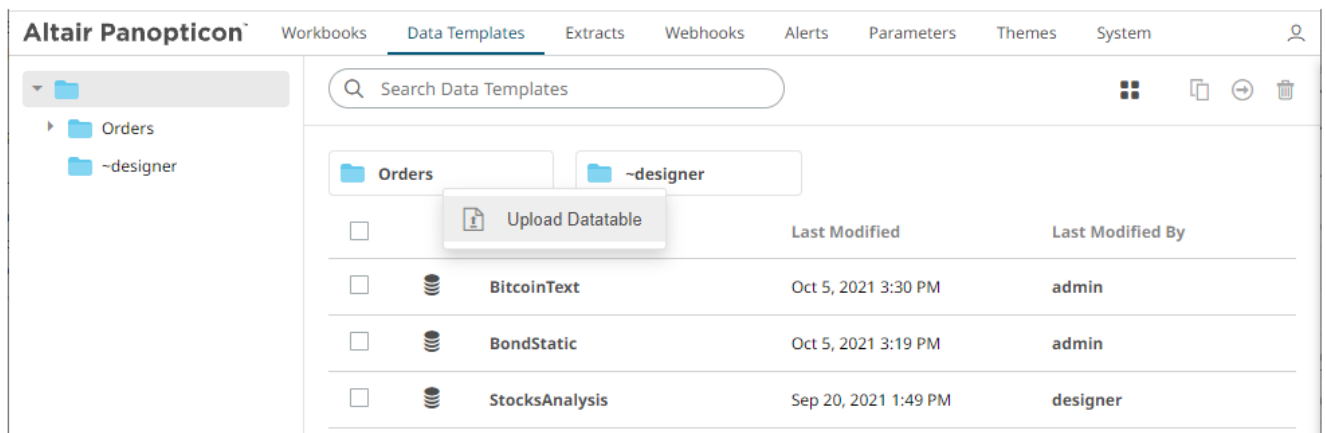 Altair Panopticon™ Workbooks Data Templates Extracts Webhooks Alerts Parameters Themes System
Search Data Templates
Orders
~designer
Orders ~designer
Upload Datatable
Last Modified Last Modified By
BitcoinText Oct 5, 2021 3:30 PM admin
BondStatic Oct 5, 2021 3:19 PM admin
StocksAnalysis Sep 20, 2021 1:49 PM designer